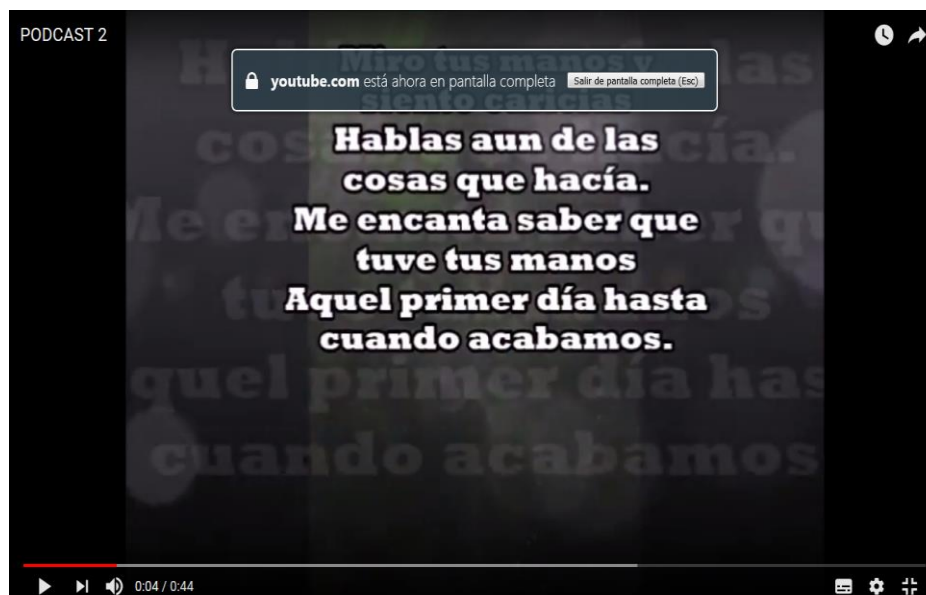 PODCAST 2
Miro tus manos y
youtube.com está ahora en pantalla completa Salir de pantalla completa (Esc)
siento caricias
Hablas aun de las
cosas que hacía.
Me encanta saber que
tuve tus manos
Aquel primer día hasta
cuando acabamos.
0:04 / 0:44